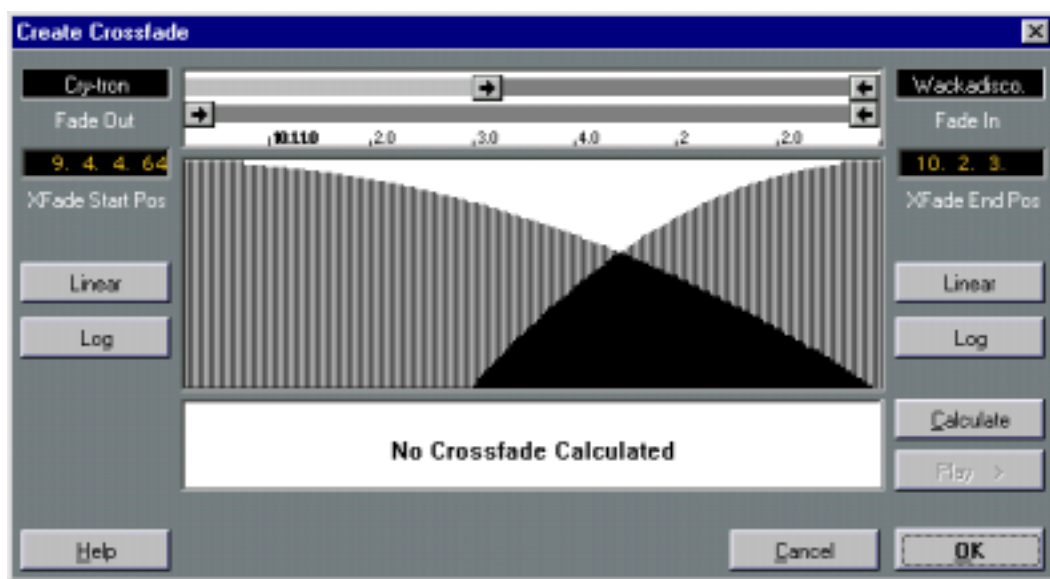 Create Crossfade
Cry-tron
Fade Out
9. 4. 4. 64
XFade Start Pos
Linear
Log
10.1.1.0 ,2.0 ,3.0 ,4.0 ,2 ,2.0
Wackadisco.
Fade In
10. 2. 3.
XFade End Pos
Linear
Log
No Crossfade Calculated
Calculate
Play >
Help
Cancel
OK